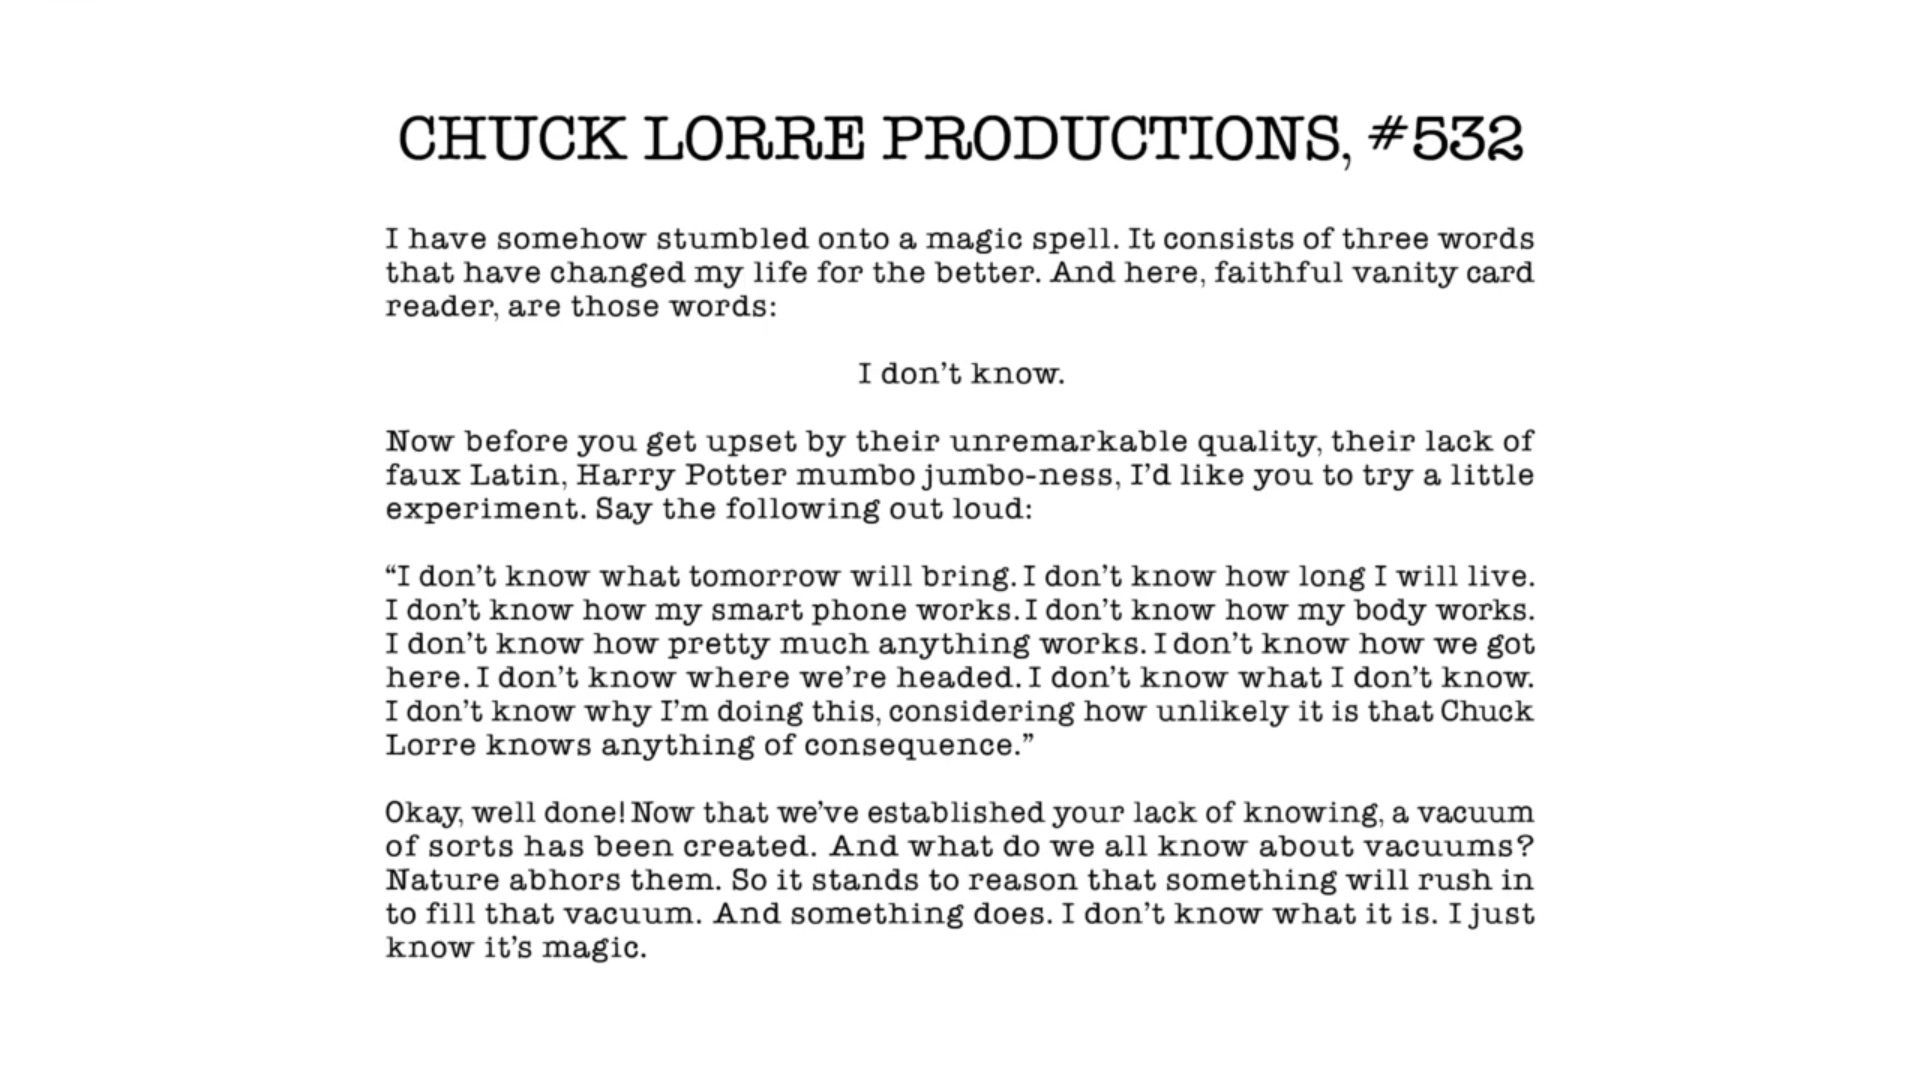 CHUCK LORRE PRODUCTIONS, #532
I have somehow stumbled onto a magic spell. It consists of three words
that have changed my life for the better. And here, faithful vanity card
reader, are those words:
I don’t know.
Now before you get upset by their unremarkable quality, their lack of
faux Latin, Harry Potter mumbo jumbo-ness, I’d like you to try a little
experiment. Say the following out loud:
“I don’t know what tomorrow will bring. I don’t know how long I will live.
I don’t know how my smart phone works. I don’t know how my body works.
I don’t know how pretty much anything works. I don’t know how we got
here. I don’t know where we’re headed. I don’t know what I don’t know.
I don’t know why I’m doing this, considering how unlikely it is that Chuck
Lorre knows anything of consequence.”
Okay, well done! Now that we’ve established your lack of knowing, a vacuum
of sorts has been created. And what do we all know about vacuums?
Nature abhors them. So it stands to reason that something will rush in
to fill that vacuum. And something does. I don’t know what it is. I just
know it’s magic.